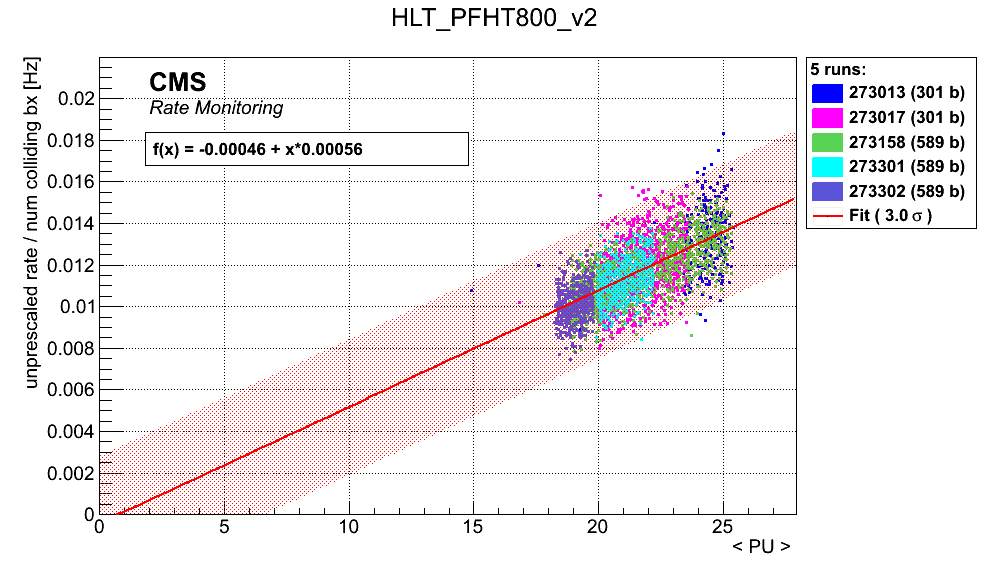 HLT_PFHT800_v2
unprescaled rate / num colliding bx [Hz]
CMS
Rate Monitoring
f(x) = -0.00046 + x*0.00056
0.02
0.018
0.016
0.014
0.012
0.01
0.008
0.006
0.004
0.002
0
0 5 10 15 20 25
< PU >
5 runs:
273013 (301 b)
273017 (301 b)
273158 (589 b)
273301 (589 b)
273302 (589 b)
Fit ( 3.0 σ )